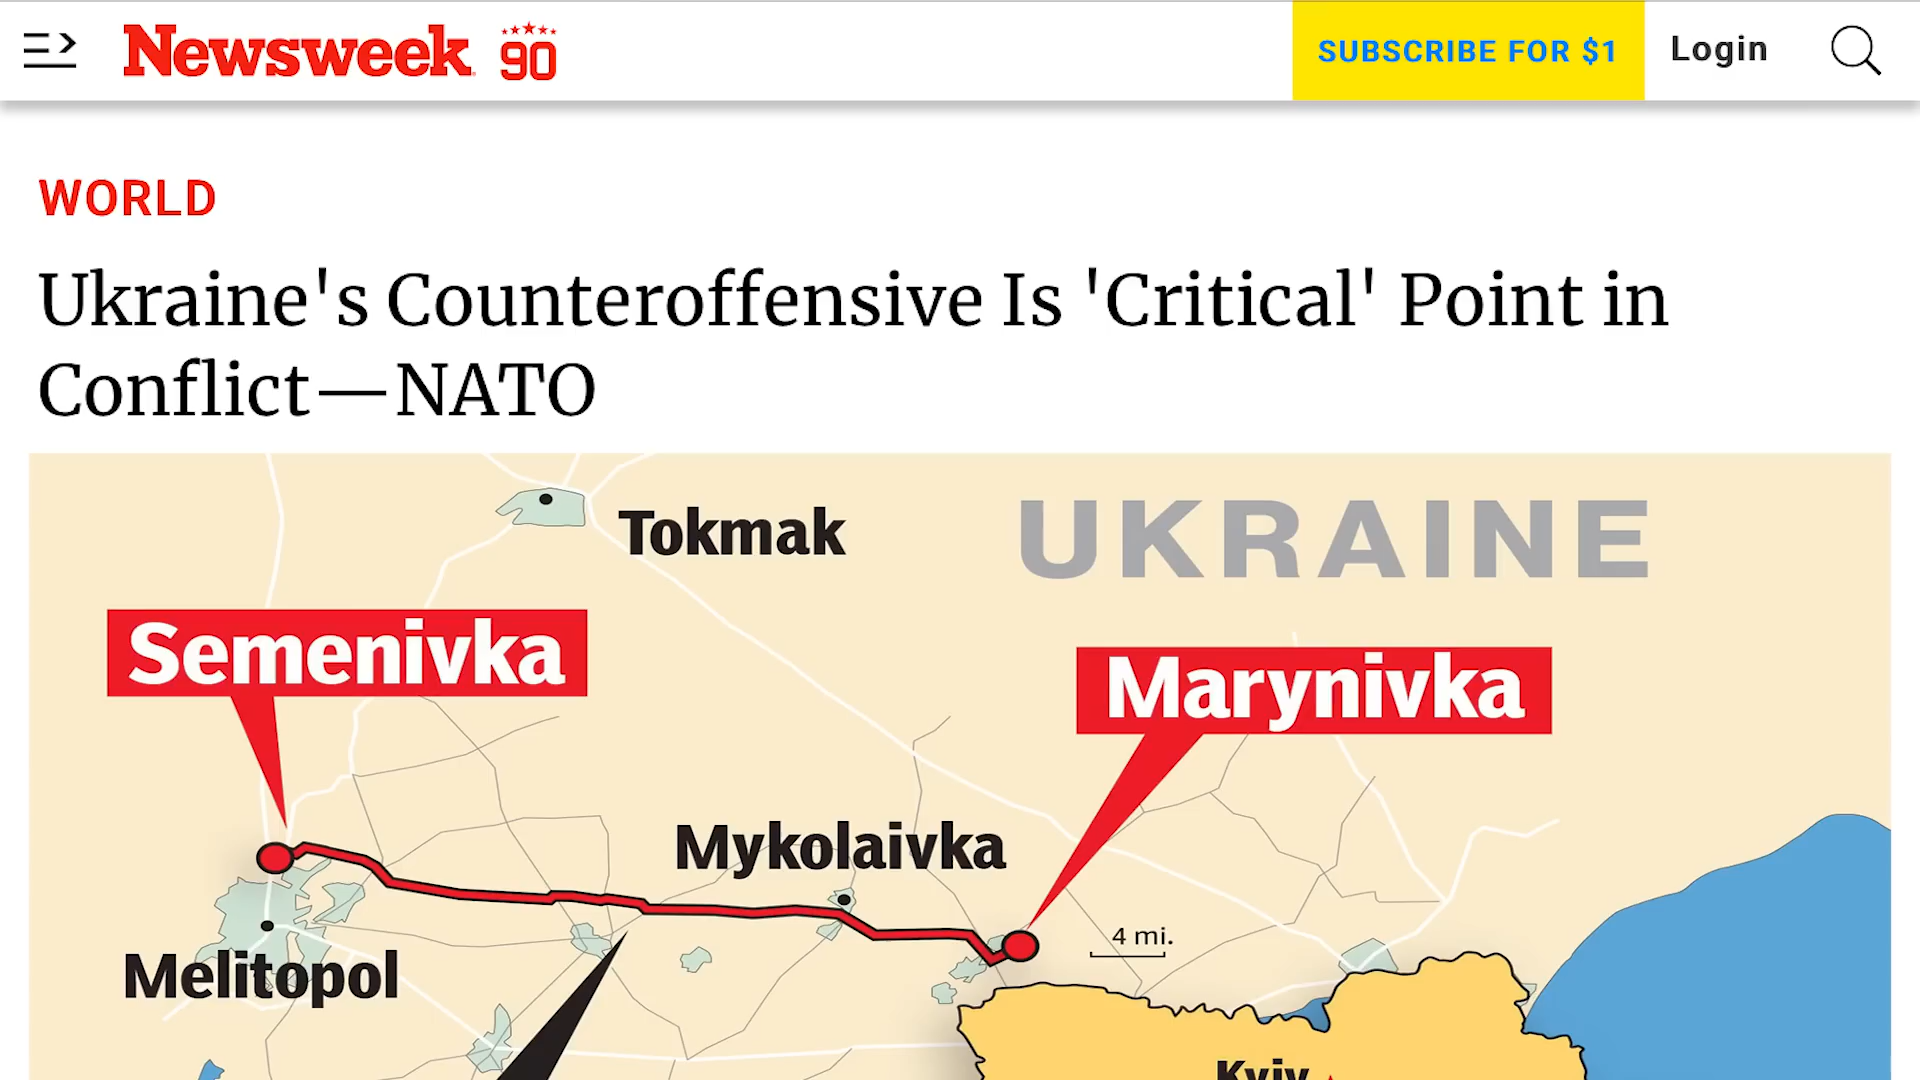 Newsweek 90
SUBSCRIBE FOR $1
Login
WORLD
Ukraine's Counteroffensive Is 'Critical' Point in
Conflict—NATO
Tokmak
UKRAINE
Semenivka
Marynivka
Mykolaivka
4 mi.
Melitopol
Kyiv